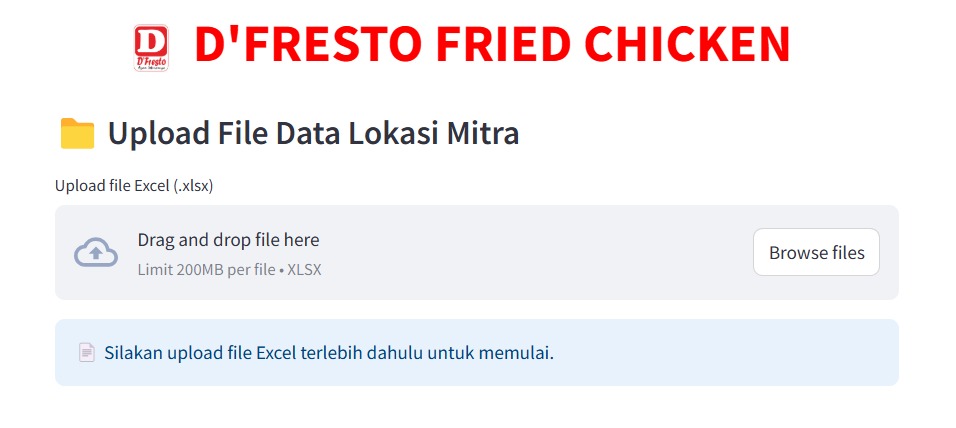 D D'FRESTO FRIED CHICKEN
D'Fresto
Upload File Data Lokasi Mitra
Upload file Excel (.xlsx)
Drag and drop file here
Limit 200MB per file • XLSX
Browse files
Silakan upload file Excel terlebih dahulu untuk memulai.